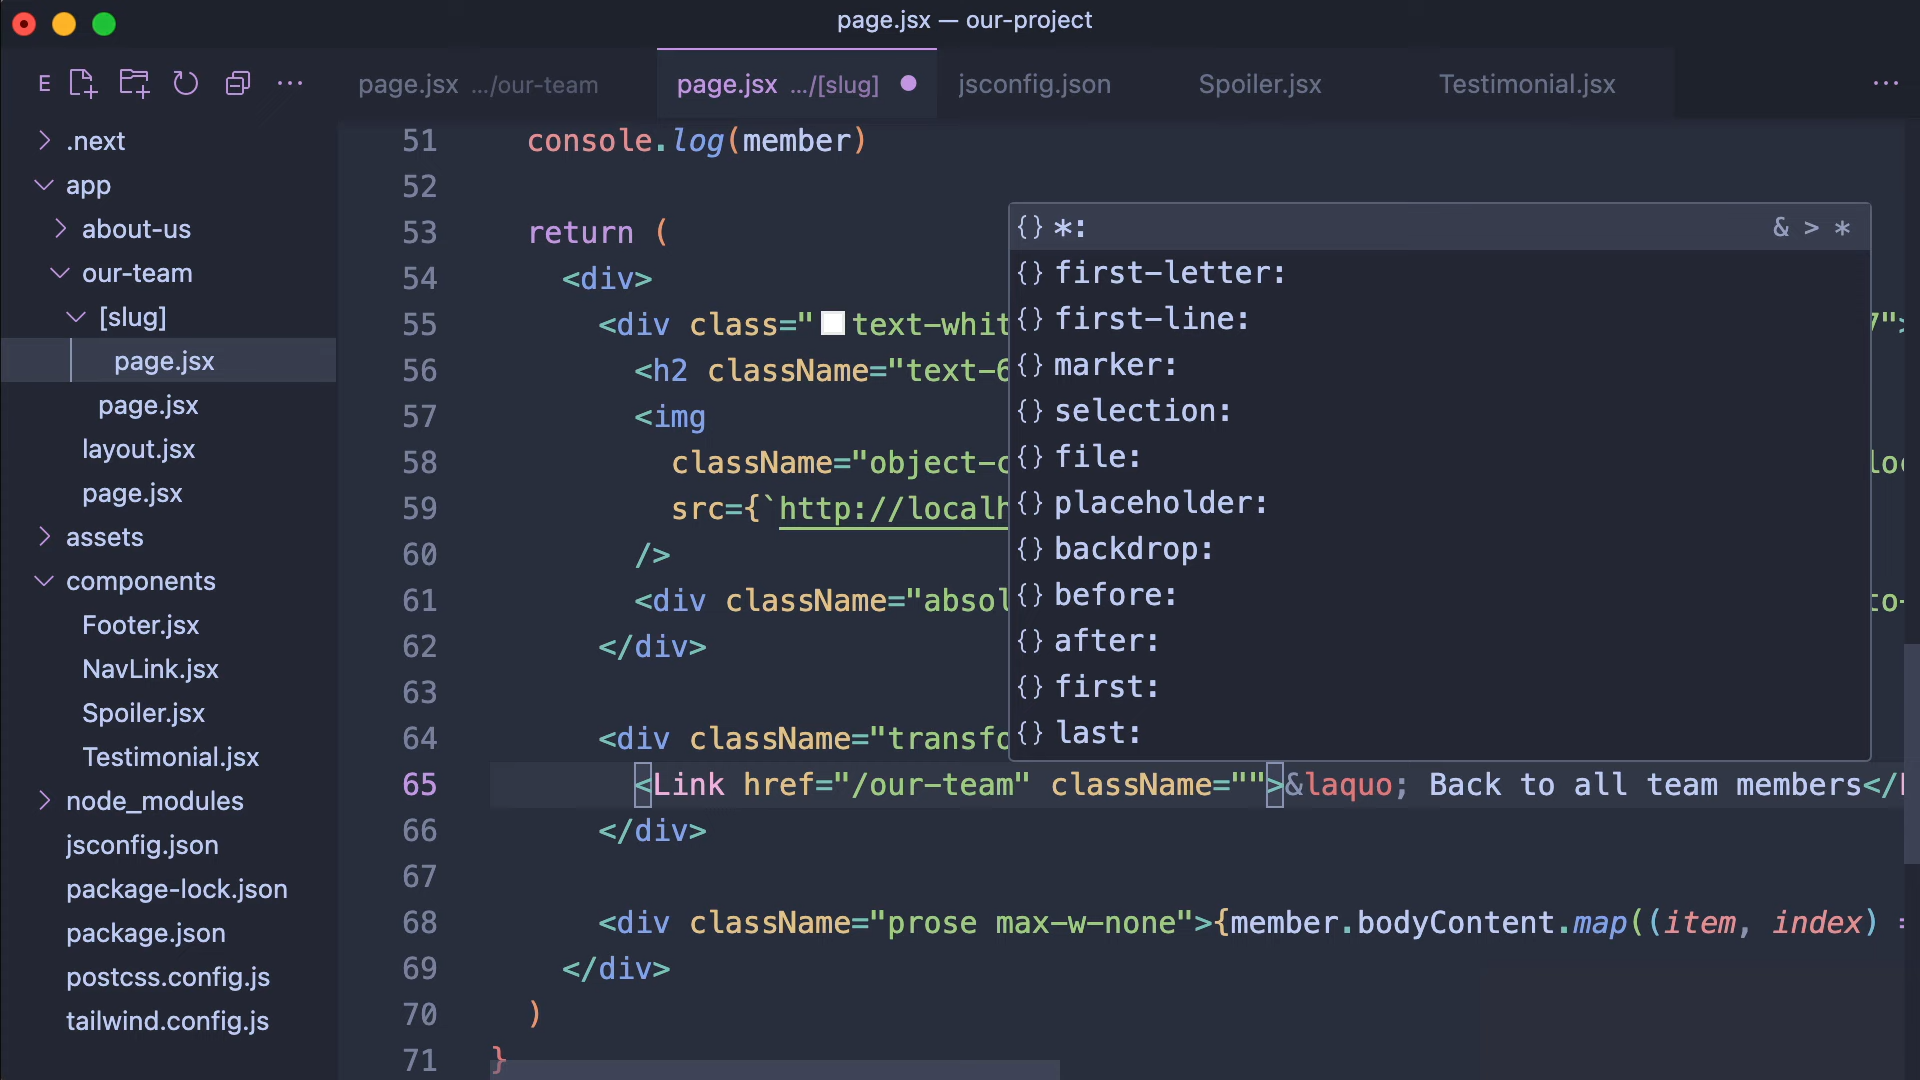 page.jsx — our-project
E
page.jsx .../our-team
page.jsx .../[slug]
jsconfig.json
Spoiler.jsx
Testimonial.jsx
.next
app
about-us
our-team
[slug]
page.jsx
page.jsx
layout.jsx
page.jsx
assets
components
Footer.jsx
NavLink.jsx
Spoiler.jsx
Testimonial.jsx
node_modules
jsconfig.json
package-lock.json
package.json
postcss.config.js
tailwind.config.js
51 console.log(member)
52
53 return (
54 <div>
55 <div class="text-whit 7">
56 <h2 className="text-6
57 <img
58 className="object-c loc
59 src={`http://localh
60 />
61 <div className="absol to-
62 </div>
63
64 <div className="transfo
65 <Link href="/our-team" className="">&laquo; Back to all team members</
66 </div>
67
68 <div className="prose max-w-none">{member.bodyContent.map((item, index) =
69 </div>
70 )
71 }
{} *: & > *
{} first-letter:
{} first-line:
{} marker:
{} selection:
{} file:
{} placeholder:
{} backdrop:
{} before:
{} after:
{} first:
{} last: